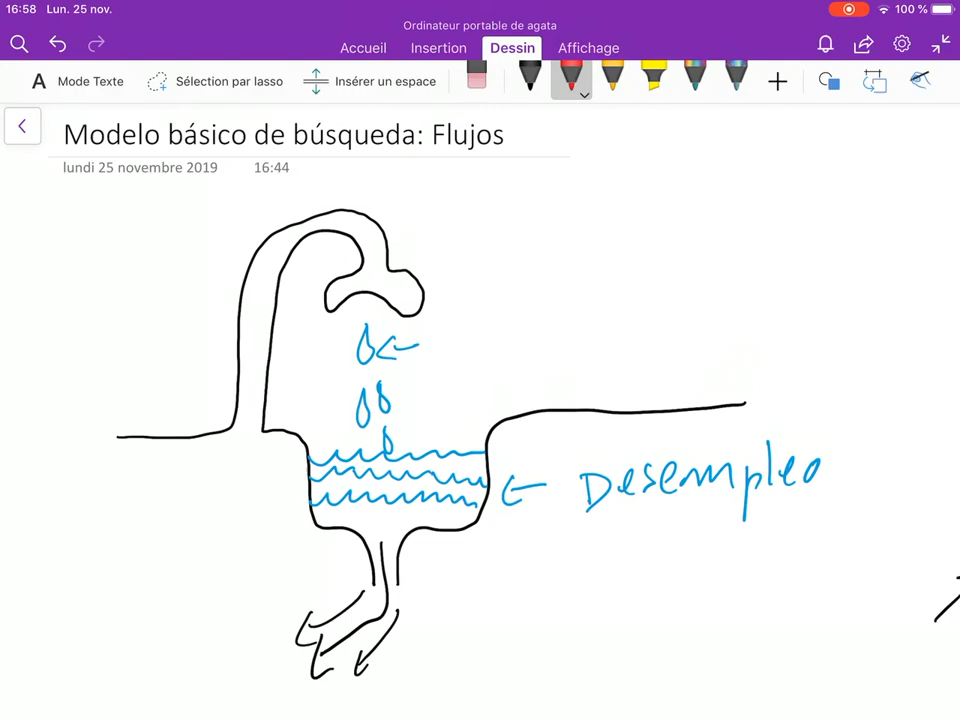 16:58 Lun. 25 nov. 100 %
Ordinateur portable de agata
Accueil Insertion Dessin Affichage
A Mode Texte Sélection par lasso Insérer un espace
Modelo básico de búsqueda: Flujos
lundi 25 novembre 2019 16:44
Desempleo